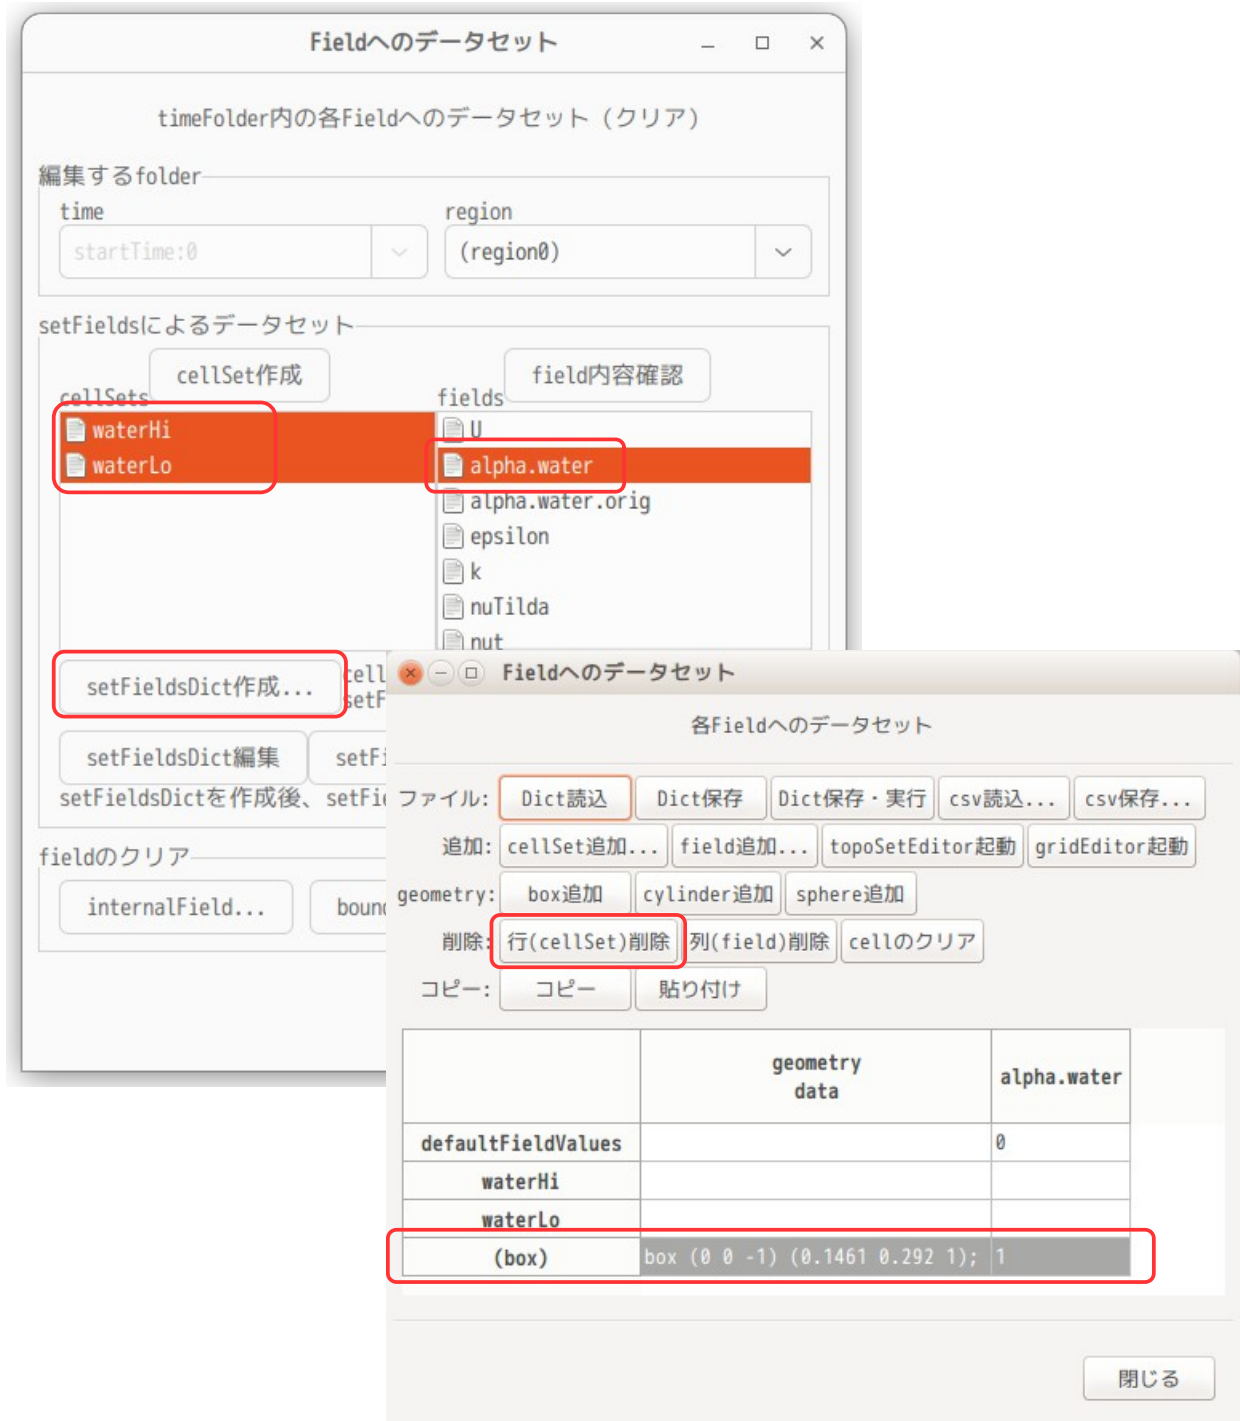 Fieldへのデータセット
timeFolder内の各Fieldへのデータセット（クリア）
編集するfolder
time
region
startTime:0
(region0)
setFieldsによるデータセット
cellSet作成
field内容確認
cellSets
fields
waterHi
waterLo
U
alpha.water
alpha.water.orig
epsilon
k
nuTilda
nut
setFieldsDict作成...
cell
setF
setFieldsDict編集
setFi
setFieldsDictを作成後、setFie
fieldのクリア
internalField...
boun
Fieldへのデータセット
各Fieldへのデータセット
ファイル: Dict読込 Dict保存 Dict保存・実行 csv読込... csv保存...
追加: cellSet追加... field追加... topoSetEditor起動 gridEditor起動
geometry: box追加 cylinder追加 sphere追加
削除: 行(cellSet)削除 列(field)削除 cellのクリア
コピー: コピー 貼り付け
geometry
data
alpha.water
defaultFieldValues 0
waterHi
waterLo
(box) box (0 0 -1) (0.1461 0.292 1); 1
閉じる